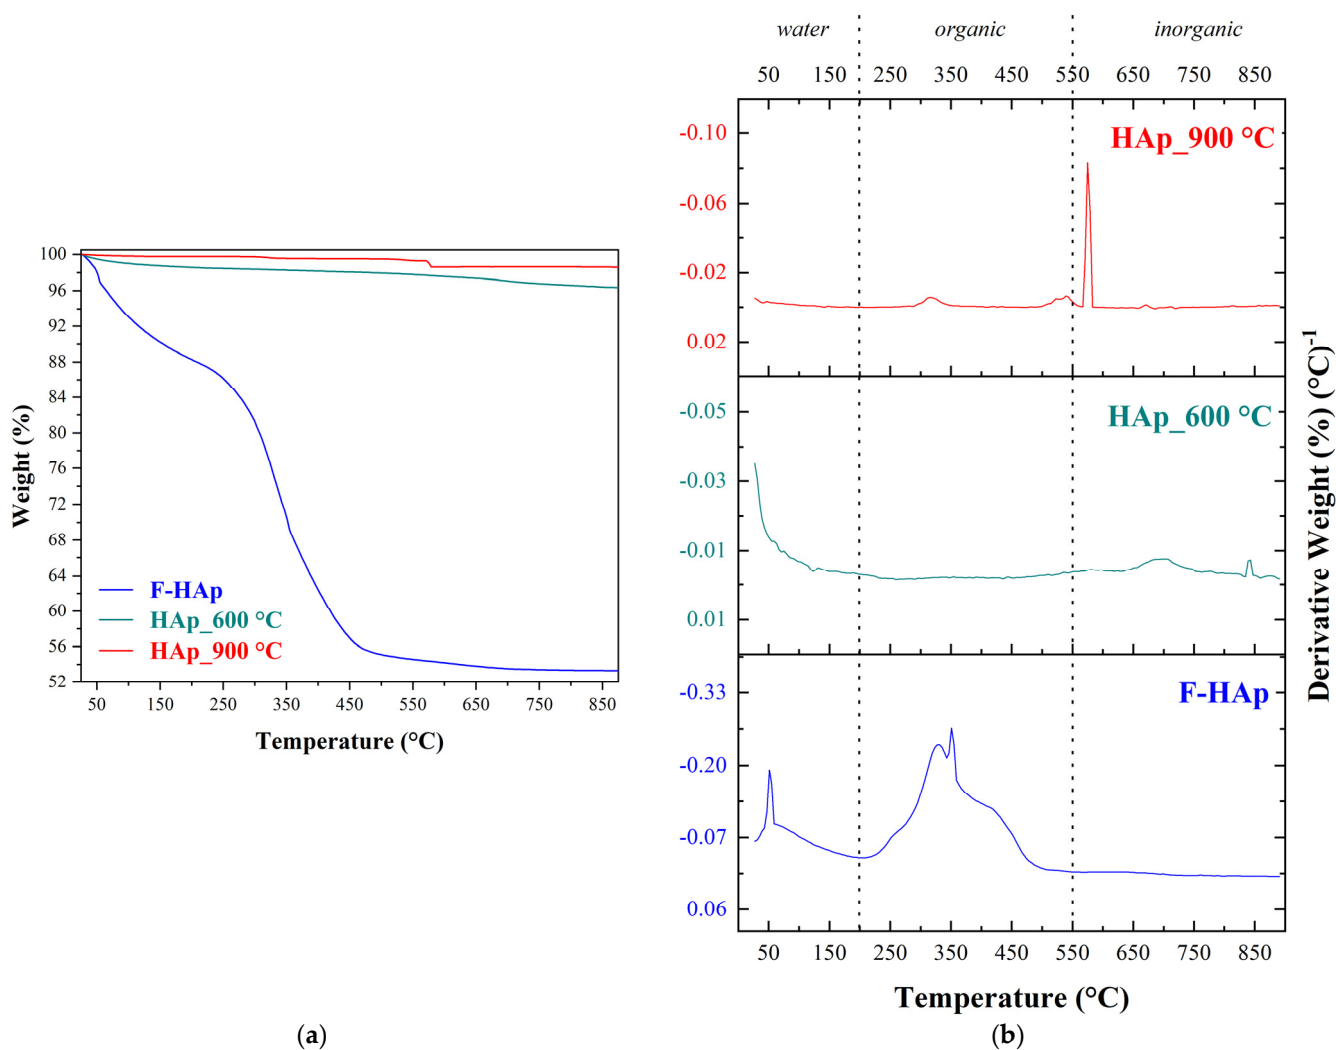 100
96
92
88
84
80
76
72
68
64
60
56
52
Weight (%)
F-HAp
HAp_600 °C
HAp_900 °C
50 150 250 350 450 550 650 750 850
Temperature (°C)
(a)
water organic inorganic
50 150 250 350 450 550 650 750 850
-0.10
-0.06
-0.02
0.02
HAp_900 °C
-0.05
-0.03
-0.01
0.01
HAp_600 °C
-0.33
-0.20
-0.07
0.06
F-HAp
Derivative Weight (%) (°C)-1
50 150 250 350 450 550 650 750 850
Temperature (°C)
(b)